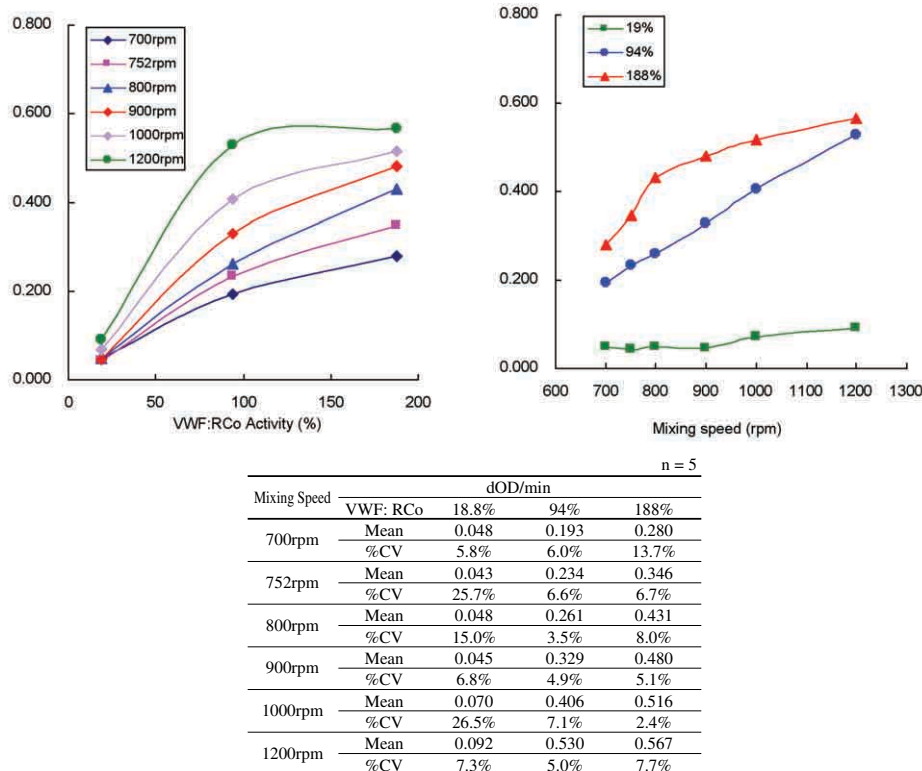 0.800
0.600
0.400
0.200
0.000
0 50 100 150 200
VWF:RCo Activity (%)
700rpm
752rpm
800rpm
900rpm
1000rpm
1200rpm
0.800
0.600
0.400
0.200
0.000
600 700 800 900 1000 1100 1200 1300
Mixing speed (rpm)
19%
94%
188%
n = 5
Mixing Speed dOD/min
VWF: RCo 18.8% 94% 188%
700rpm Mean 0.048 0.193 0.280
%CV 5.8% 6.0% 13.7%
752rpm Mean 0.043 0.234 0.346
%CV 25.7% 6.6% 6.7%
800rpm Mean 0.048 0.261 0.431
%CV 15.0% 3.5% 8.0%
900rpm Mean 0.045 0.329 0.480
%CV 6.8% 4.9% 5.1%
1000rpm Mean 0.070 0.406 0.516
%CV 26.5% 7.1% 2.4%
1200rpm Mean 0.092 0.530 0.567
%CV 7.3% 5.0% 7.7%